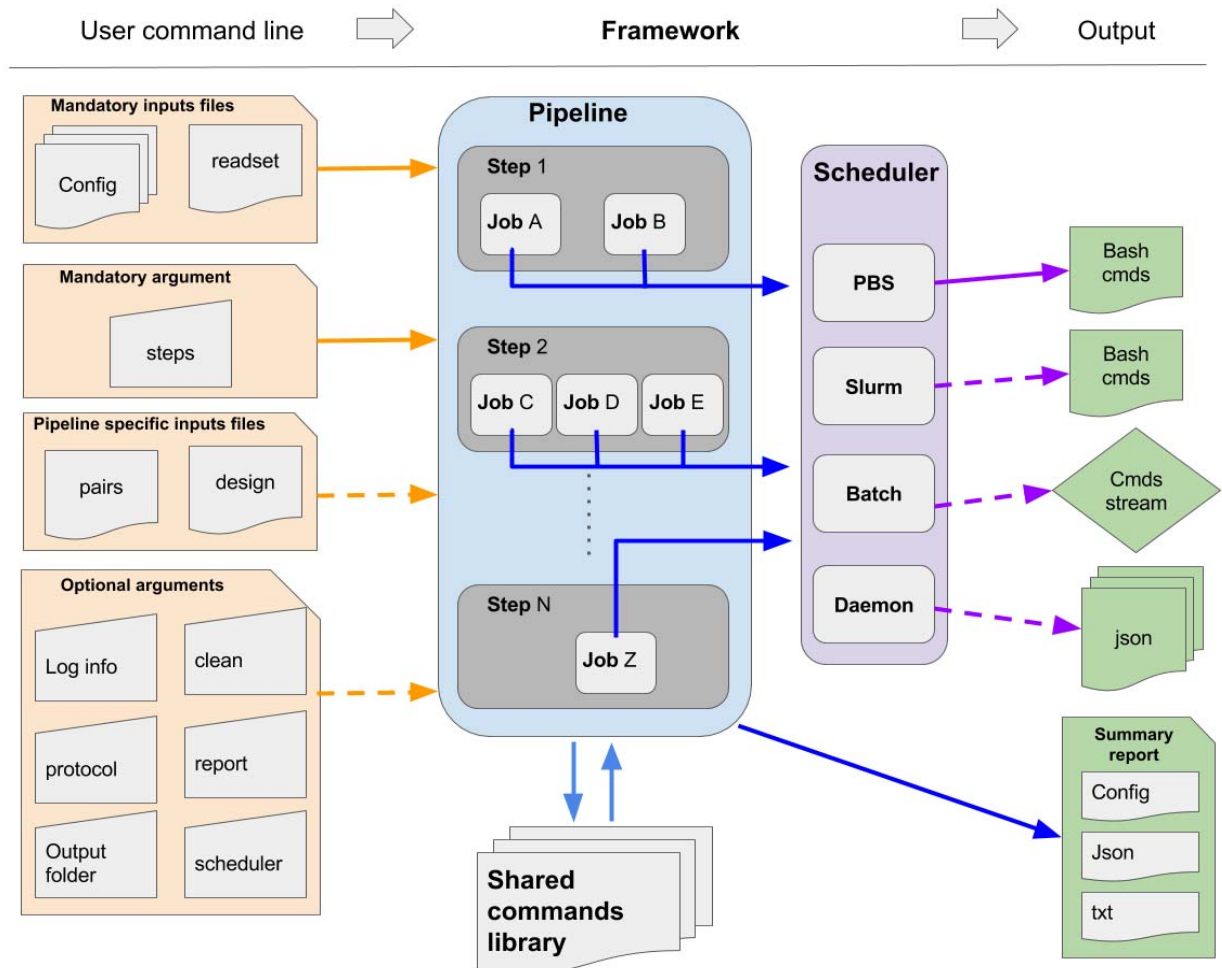 User command line
Framework
Output
Mandatory inputs files
Config
readset
Mandatory argument
steps
Pipeline specific inputs files
pairs
design
Optional arguments
Log info
clean
protocol
report
Output
folder
scheduler
Pipeline
Step 1
Job A
Job B
Step 2
Job C
Job D
Job E
Step N
Job Z
Shared
commands
library
Scheduler
PBS
Slurm
Batch
Daemon
Bash
cmds
Bash
cmds
Cmds
stream
json
Summary
report
Config
Json
txt